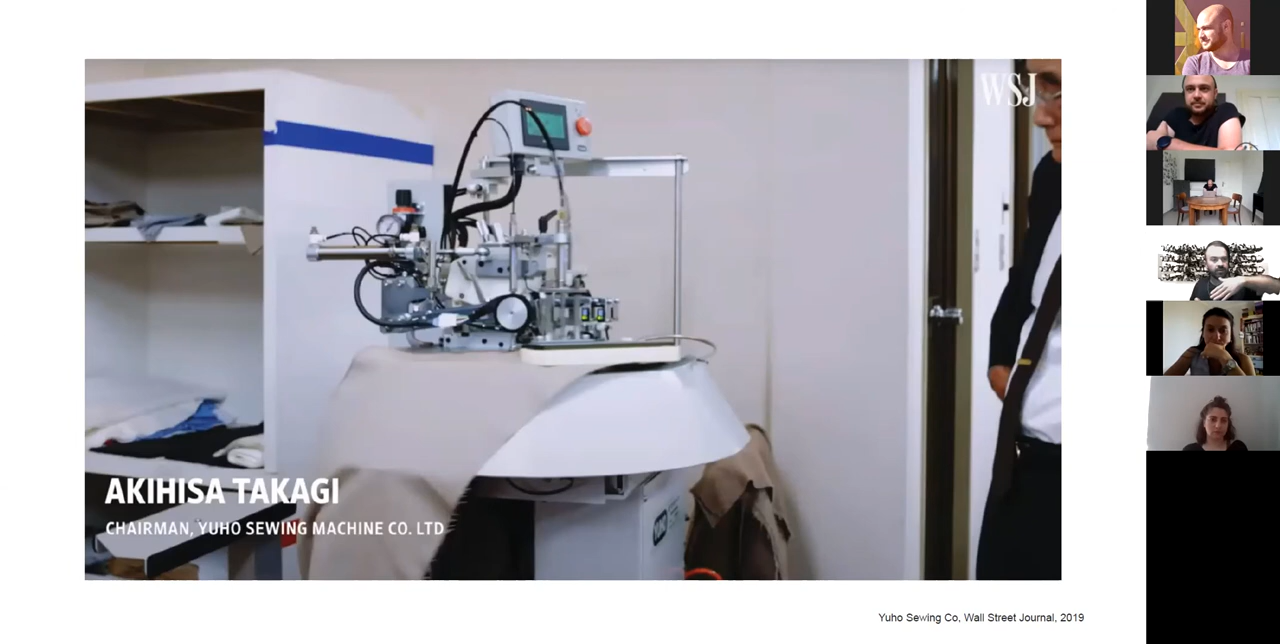 WSJ
AKIHISA TAKAGI
CHAIRMAN, YUHO SEWING MACHINE CO. LTD
Yuho Sewing Co, Wall Street Journal, 2019